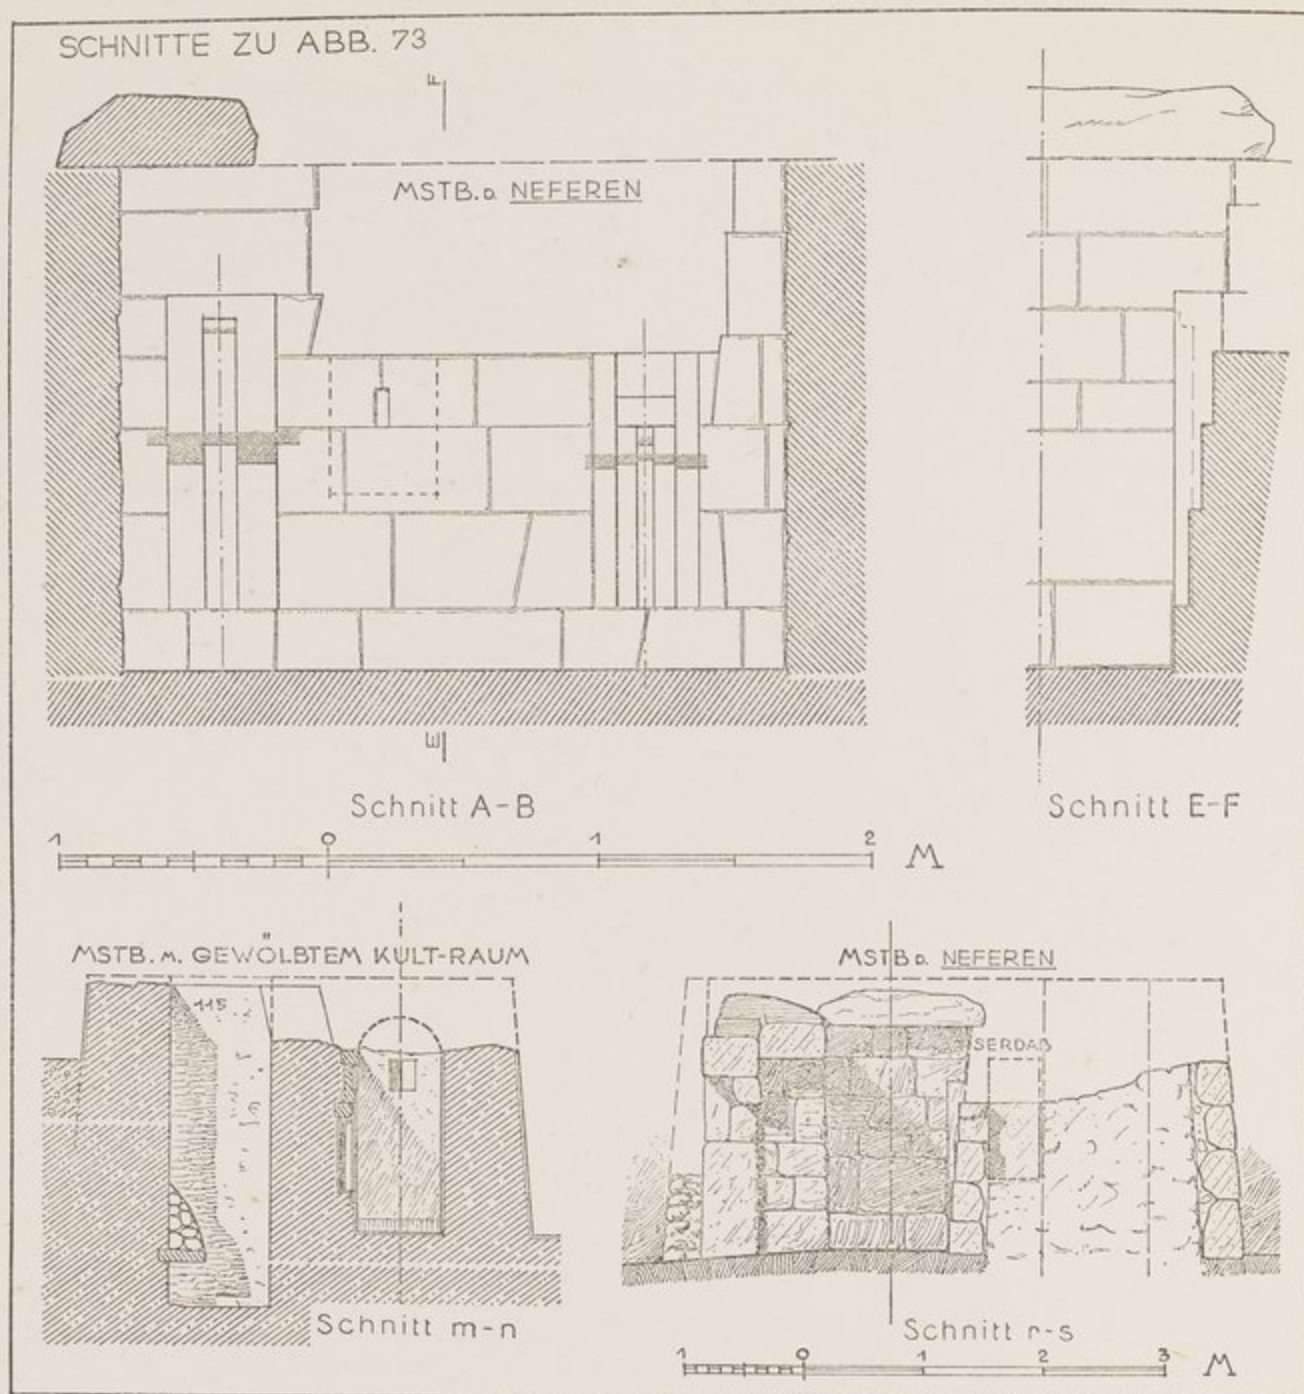 SCHNITTE ZU ABB. 73
F
MSTB. D. NEFEREN
E
Schnitt A-B
Schnitt E-F
1 0 1 2 M
MSTB. M. GEWÖLBTEM KULT-RAUM
115
Schnitt m-n
MSTB D. NEFEREN
SERDAB
Schnitt r-s
1 0 1 2 3 M